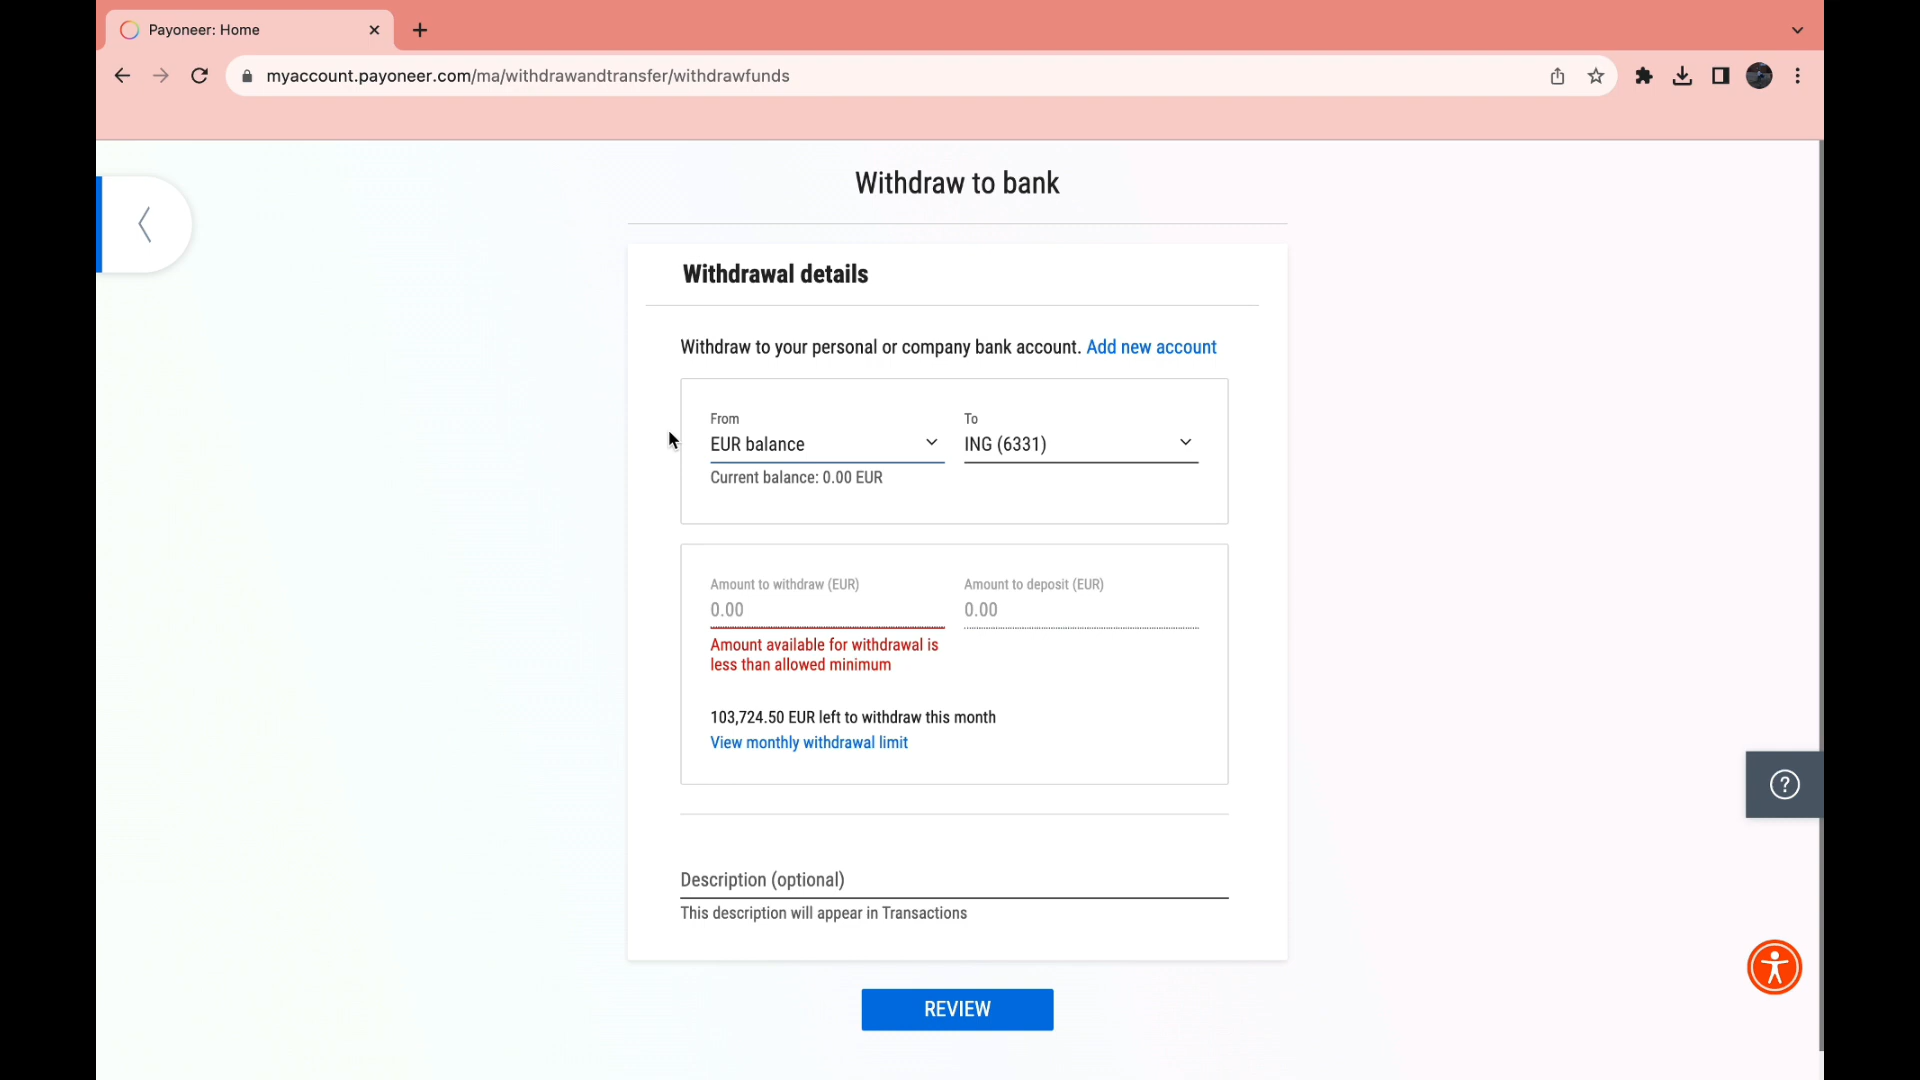 Payoneer: Home
myaccount.payoneer.com/ma/withdrawandtransfer/withdrawfunds
Withdraw to bank
Withdrawal details
Withdraw to your personal or company bank account. Add new account
From
EUR balance
Current balance: 0.00 EUR
To
ING (6331)
Amount to withdraw (EUR)
0.00
Amount available for withdrawal is
less than allowed minimum
Amount to deposit (EUR)
0.00
103,724.50 EUR left to withdraw this month
View monthly withdrawal limit
Description (optional)
This description will appear in Transactions
REVIEW